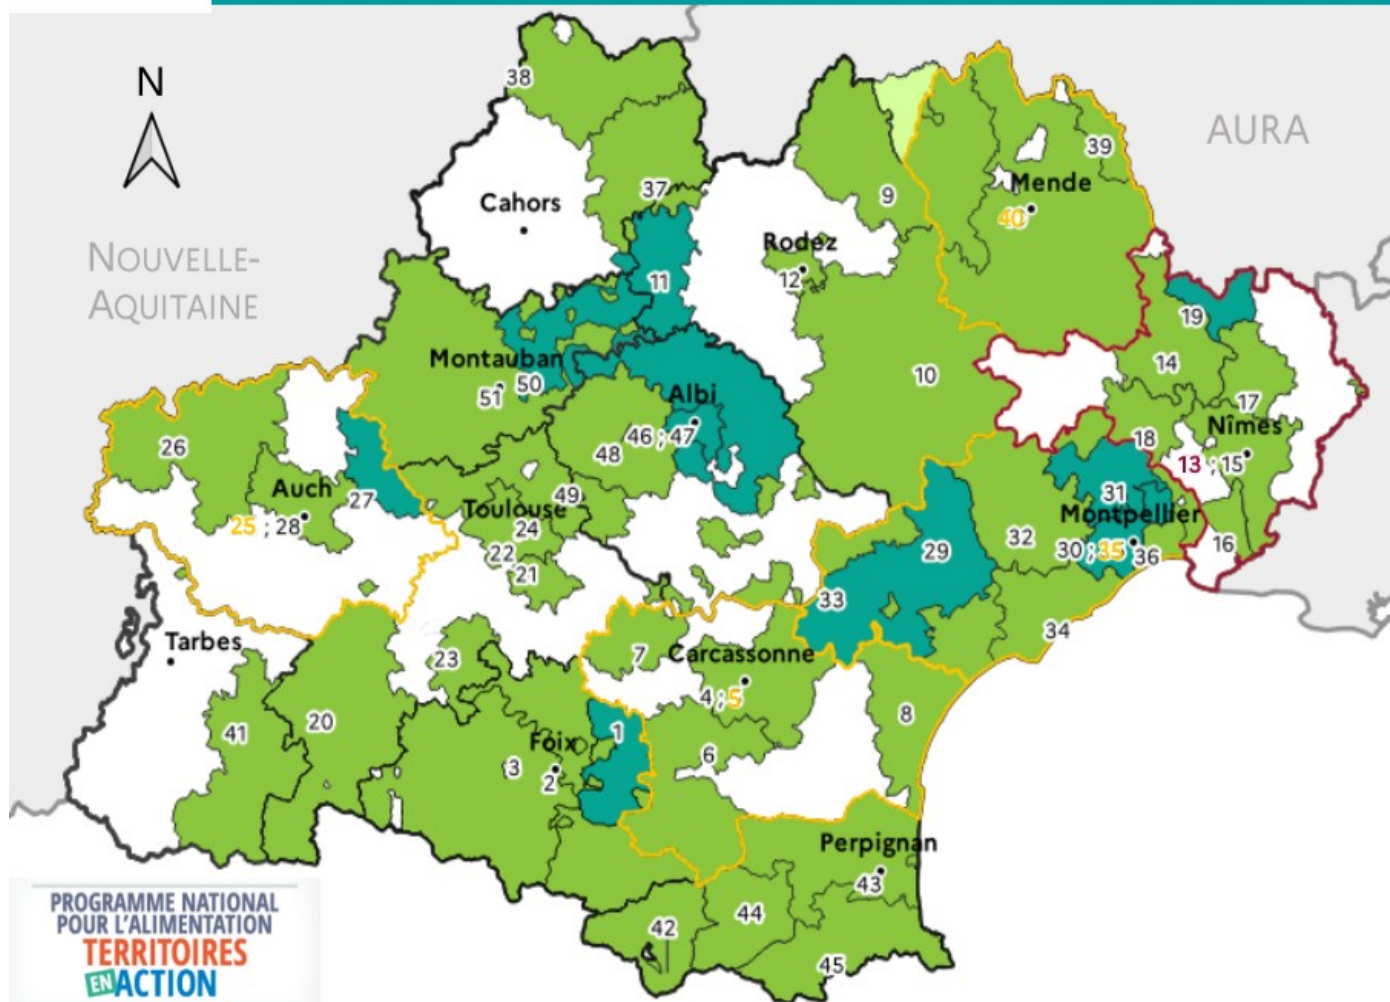 N
38
AURA
39
37
9
Mende
Cahors
40
NOUVELLE-
AQUITAINE
Rodez
11
12
19
14
Montauban
50
51
10
17
Albi
26
46 ; 47
18
Nîmes
48
13 ; 15
Auch
27
49
31
Toulouse
Montpellier
25 ; 28
24
32
30 ; 35
36
16
22
29
21
33
34
Tarbes
23
7
Carcassonne
4 ; 5
8
41
20
1
Foix
6
3
2
Perpignan
43
44
42
45
PROGRAMME NATIONAL
POUR L'ALIMENTATION
TERRITOIRES
EN ACTION